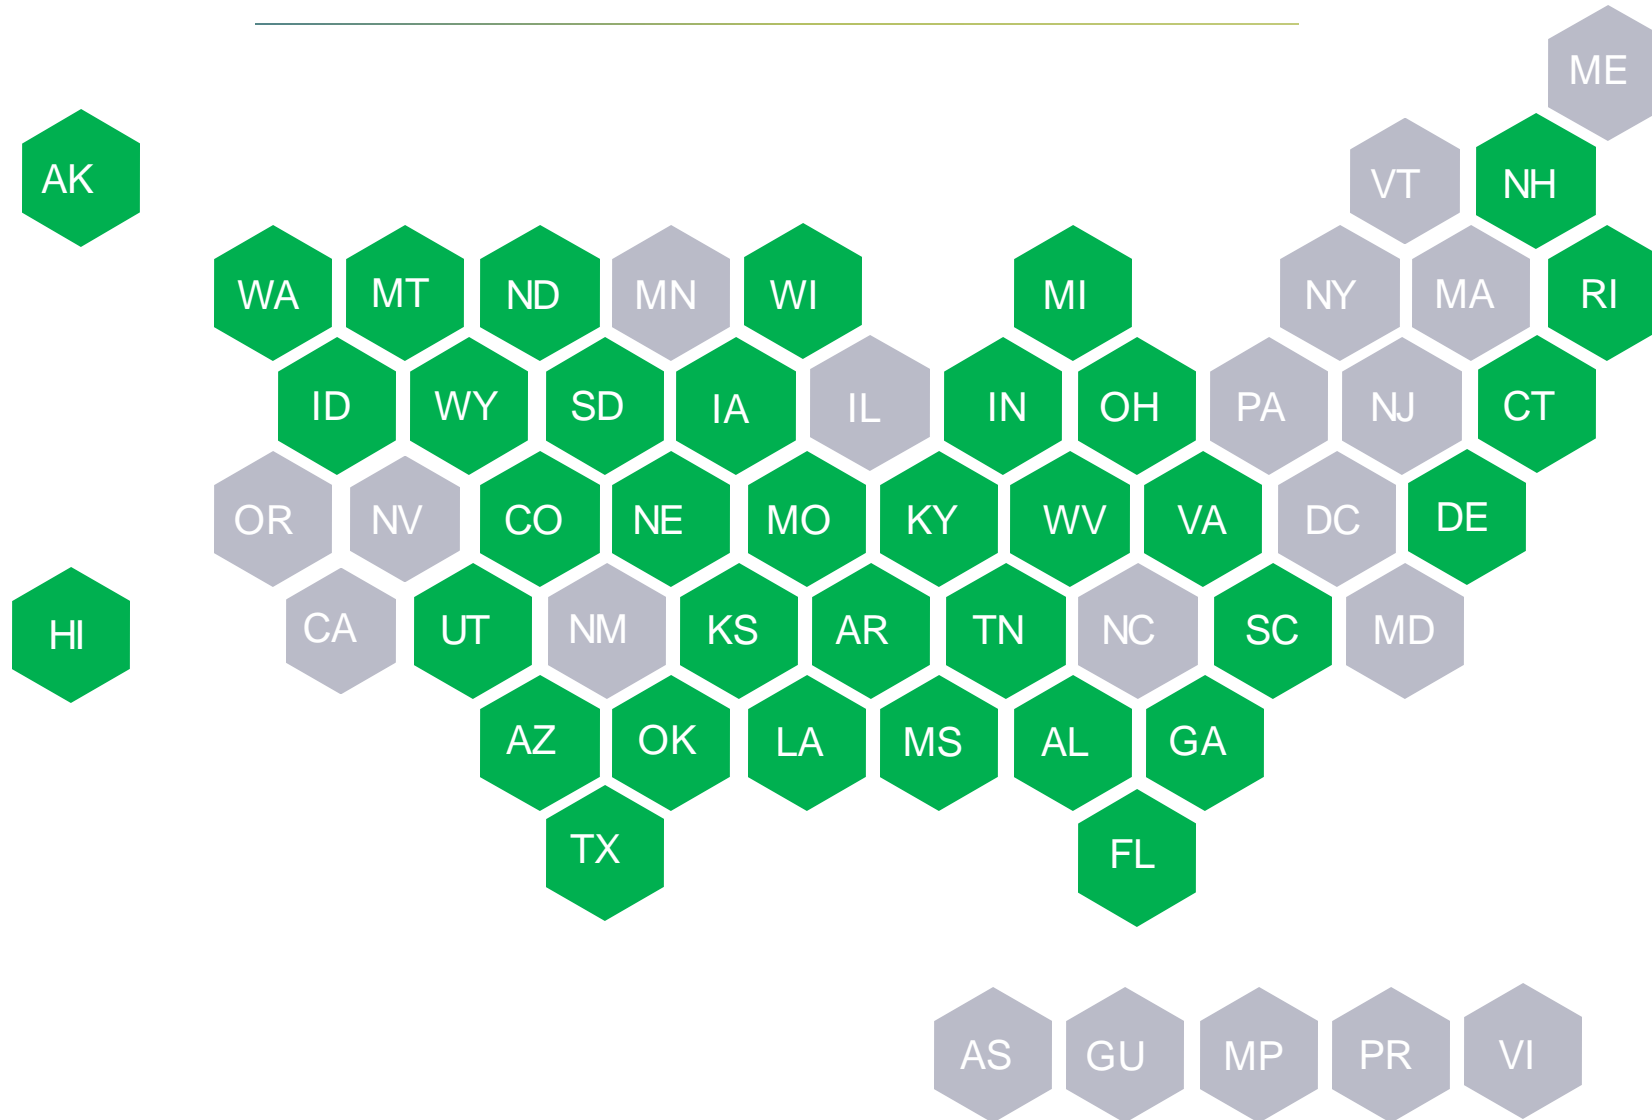 ME
AK
VT NH
WA MT ND MN WI MI NY MA RI
ID WY SD IA IL IN OH PA NJ CT
OR NV CO NE MO KY WV VA DC DE
HI CA UT NM KS AR TN NC SC MD
AZ OK LA MS AL GA
TX FL
AS GU MP PR VI